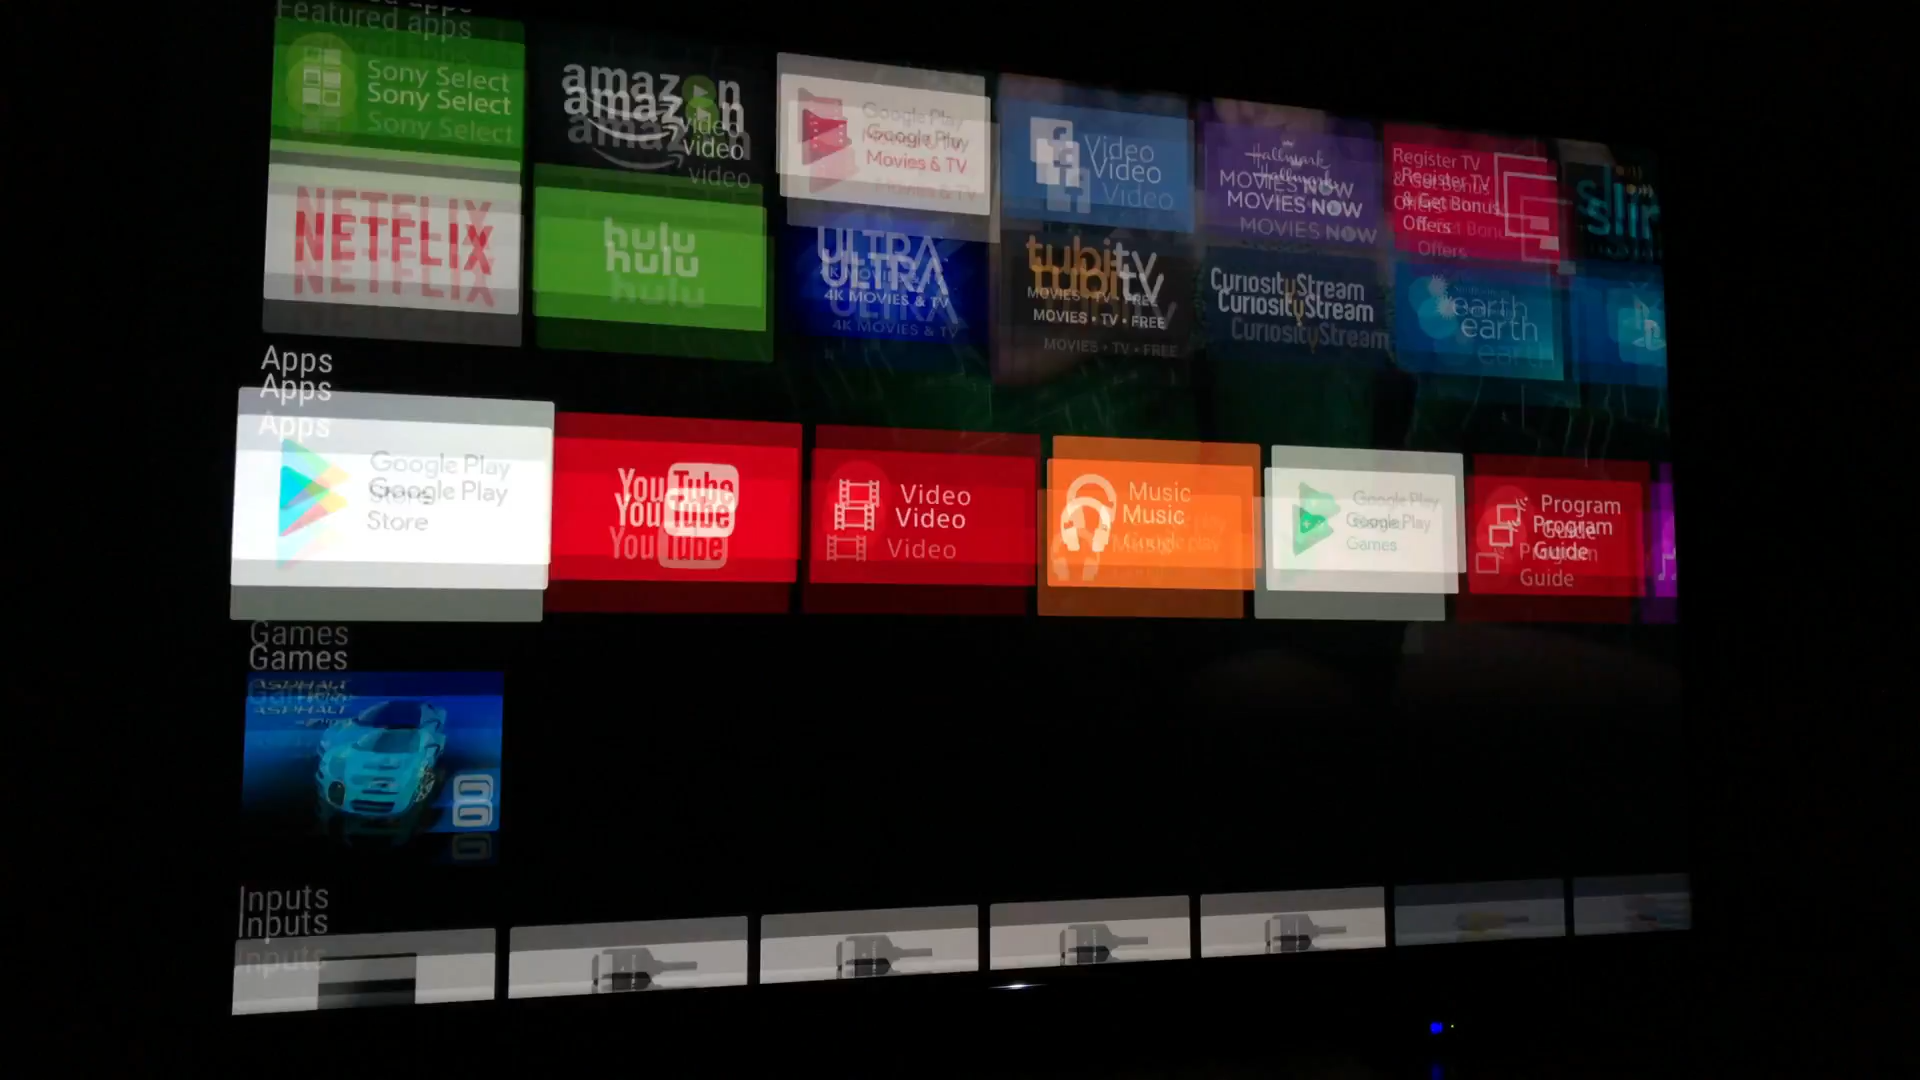 Featured apps
Sony Select
amazon video
Google Play
Movies & TV
Video
Hallmark
MOVIES NOW
Register TV
& Get Bonus
Offers
NETFLIX
hulu
ULTRA
4K MOVIES & TV
tubitv
MOVIES • TV • FREE
CuriosityStream
earth
Apps
Google Play
Store
YouTube
Video
Music
Google Play
Games
Program
Guide
Games
ASPHALT
8
Inputs